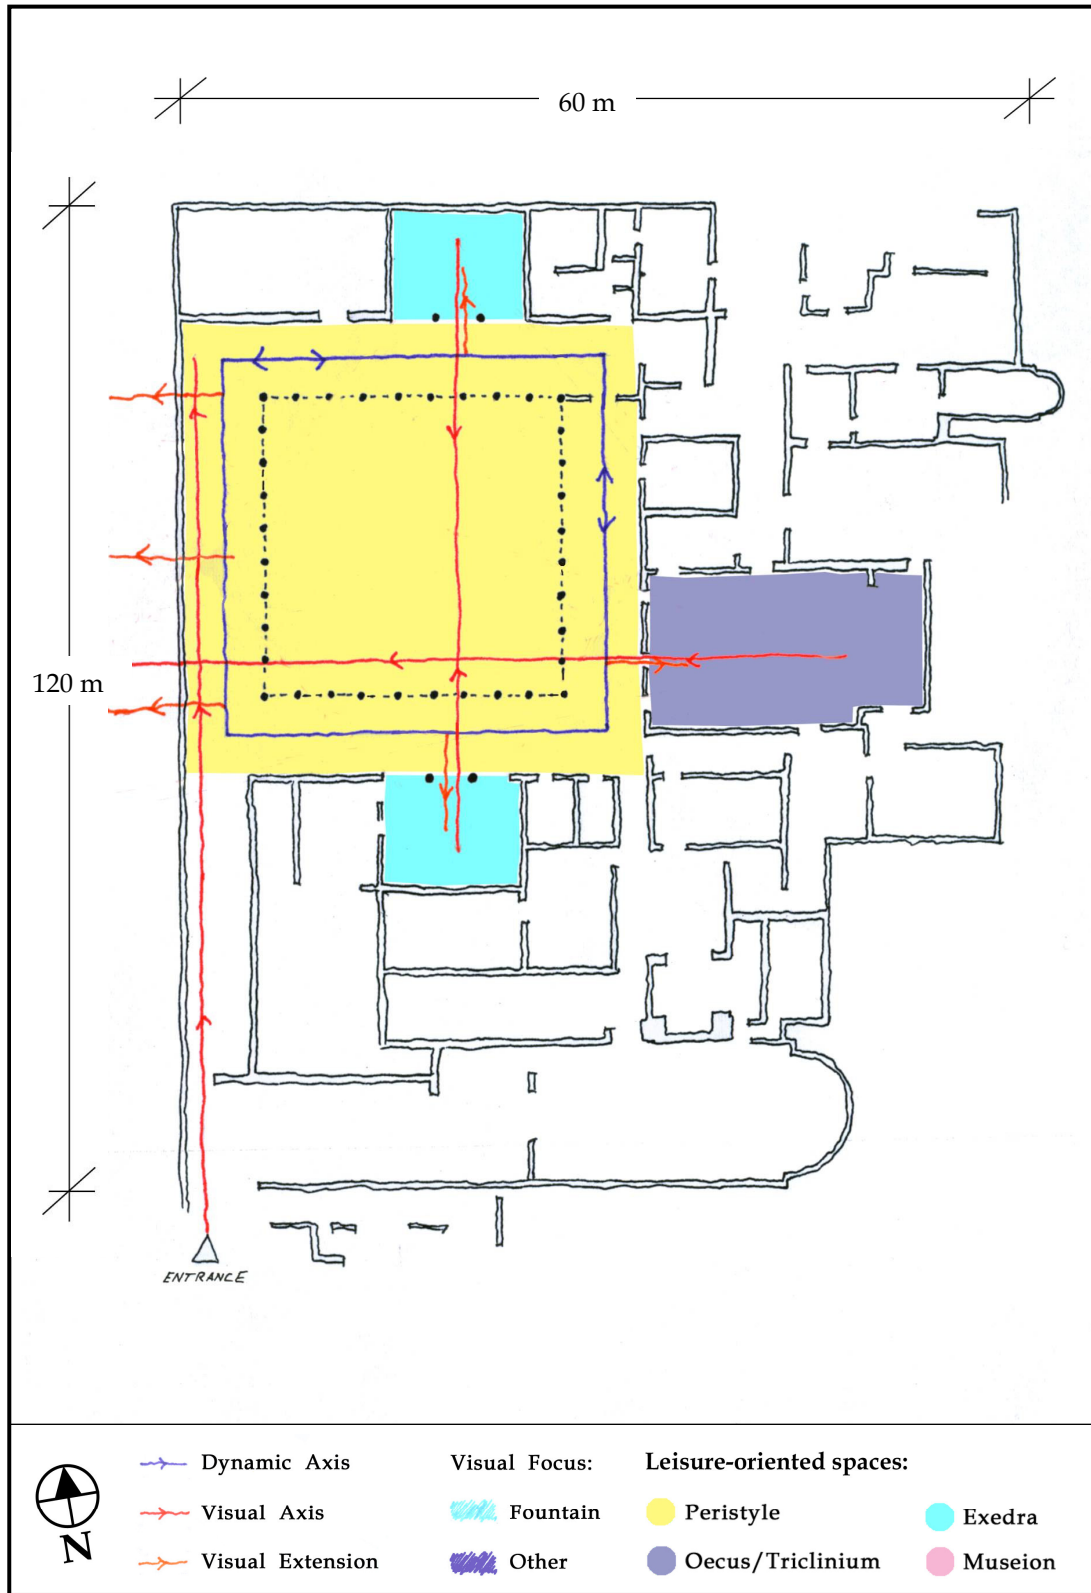 60 m
120 m
ENTRANCE
N
Dynamic Axis
Visual Axis
Visual Extension
Visual Focus:
Fountain
Other
Leisure-oriented spaces:
Peristyle
Oecus/Triclinium
Exedra
Museion